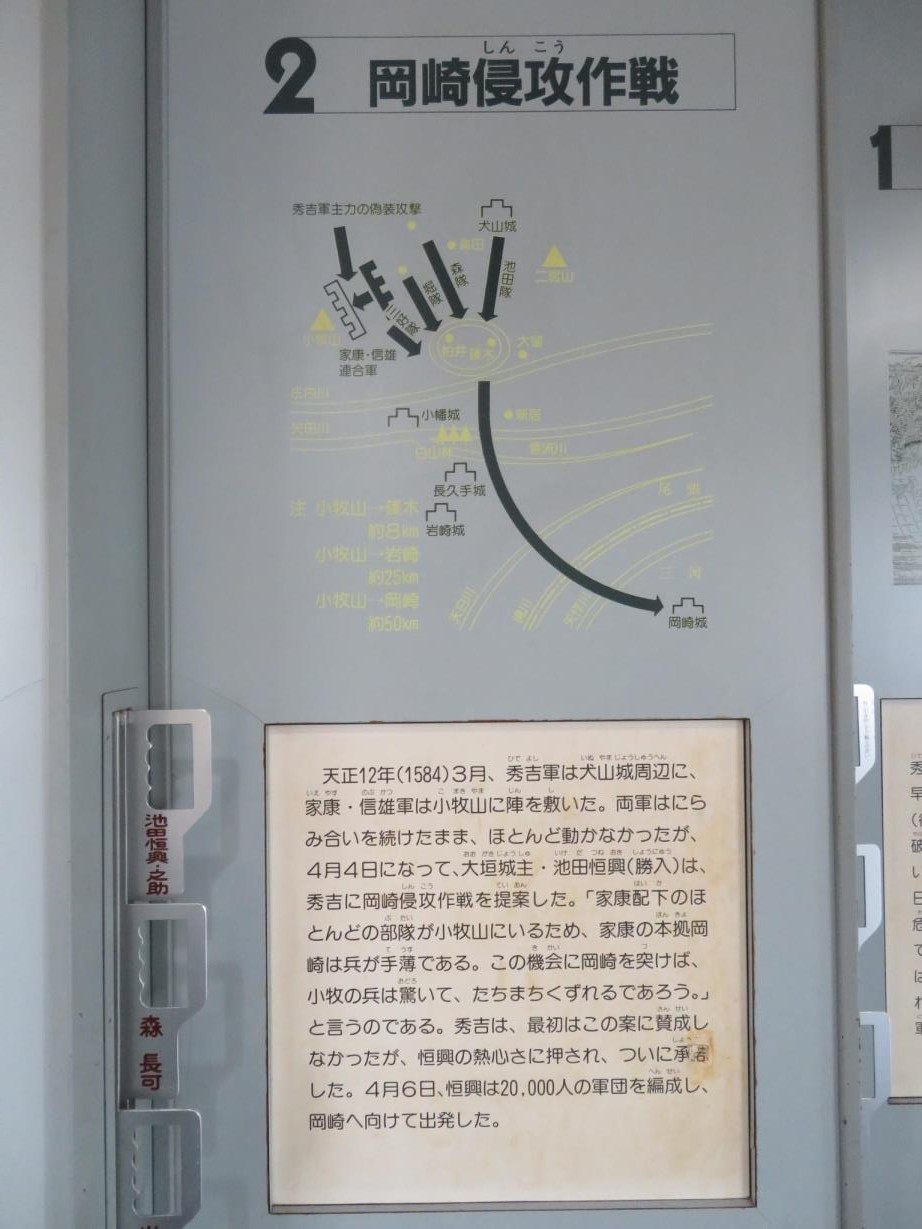 2 岡崎侵攻作戦
しんこう
秀吉軍主力の偽装攻撃
犬山城
池田隊
森隊
堀隊
三好隊
二宮山
小牧山
家康・信雄
連合軍
柏井
篠木
大留
庄内川
矢田川
小幡城
白山林
長久手城
岩崎城
尾張
三河
天白川
境川
矢作川
岡崎城
注 小牧山→篠木
約8km
小牧山→岩崎
約25km
小牧山→岡崎
約50km
天正12年(1584)3月、秀吉軍は犬山城周辺に、
家康・信雄軍は小牧山に陣を敷いた。両軍はにら
み合いを続けたまま、ほとんど動かなかったが、
4月4日になって、大垣城主・池田恒興(勝入)は、
秀吉に岡崎侵攻作戦を提案した。「家康配下のほ
とんどの部隊が小牧山にいるため、家康の本拠岡
崎は兵が手薄である。この機会に岡崎を突けば、
小牧の兵は驚いて、たちまちくずれるであろう。」
と言うのである。秀吉は、最初はこの案に賛成し
なかったが、恒興の熱心さに押され、ついに承諾
した。4月6日、恒興は20,000人の軍団を編成し、
岡崎へ向けて出発した。
池田恒興・之助
森 長可
1